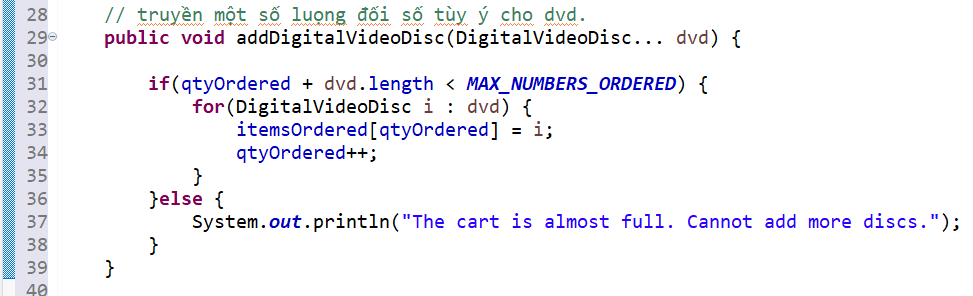 28 // truyền một số luọng đối số tùy ý cho dvd.
29 public void addDigitalVideoDisc(DigitalVideoDisc... dvd) {
30
31 if(qtyOrdered + dvd.length < MAX_NUMBERS_ORDERED) {
32 for(DigitalVideoDisc i : dvd) {
33 itemsOrdered[qtyOrdered] = i;
34 qtyOrdered++;
35 }
36 }else {
37 System.out.println("The cart is almost full. Cannot add more discs.");
38 }
39 }
40